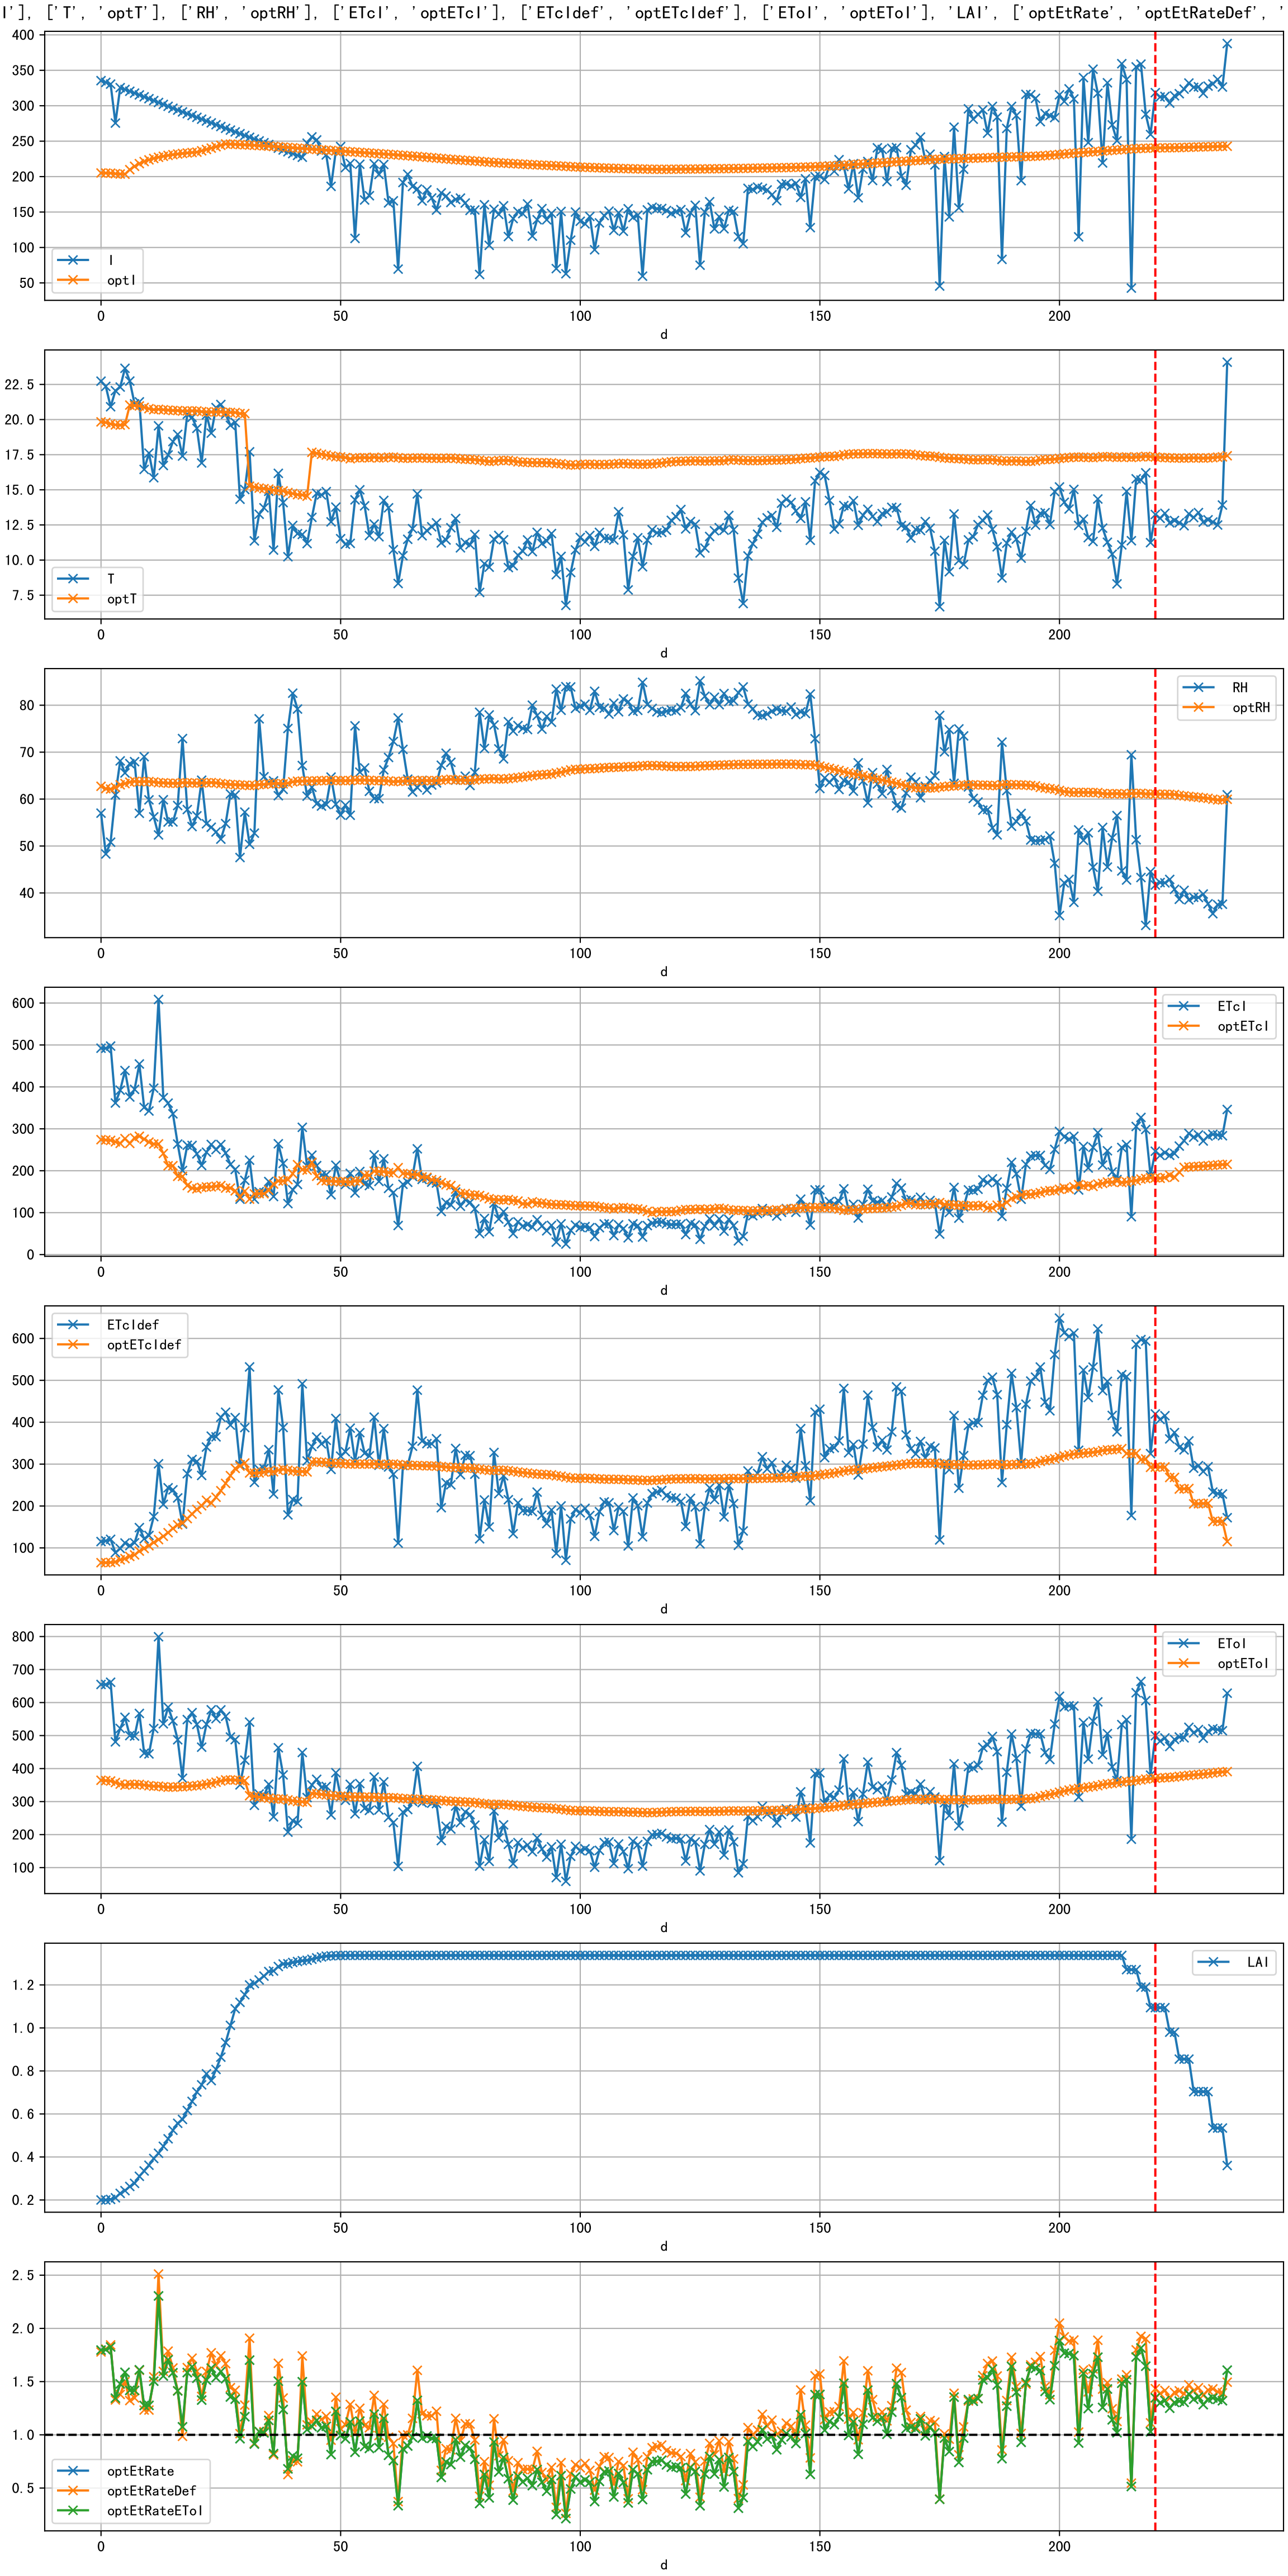 I'], ['T', 'optT'], ['RH', 'optRH'], ['ETcI', 'optETcI'], ['ETcIdef', 'optETcIdef'], ['EToI', 'optEToI'], 'LAI', ['optEtRate', 'optEtRateDef', '
400
350
300
250
200
150
100
50
I
optI
0 50 100 150 200
d
22.5
20.0
17.5
15.0
12.5
10.0
7.5
T
optT
0 50 100 150 200
d
80
70
60
50
40
RH
optRH
0 50 100 150 200
d
600
500
400
300
200
100
0
ETcI
optETcI
0 50 100 150 200
d
600
500
400
300
200
100
ETcIdef
optETcIdef
0 50 100 150 200
d
800
700
600
500
400
300
200
100
EToI
optEToI
0 50 100 150 200
d
1.2
1.0
0.8
0.6
0.4
0.2
LAI
0 50 100 150 200
d
2.5
2.0
1.5
1.0
0.5
optEtRate
optEtRateDef
optEtRateEToI
0 50 100 150 200
d